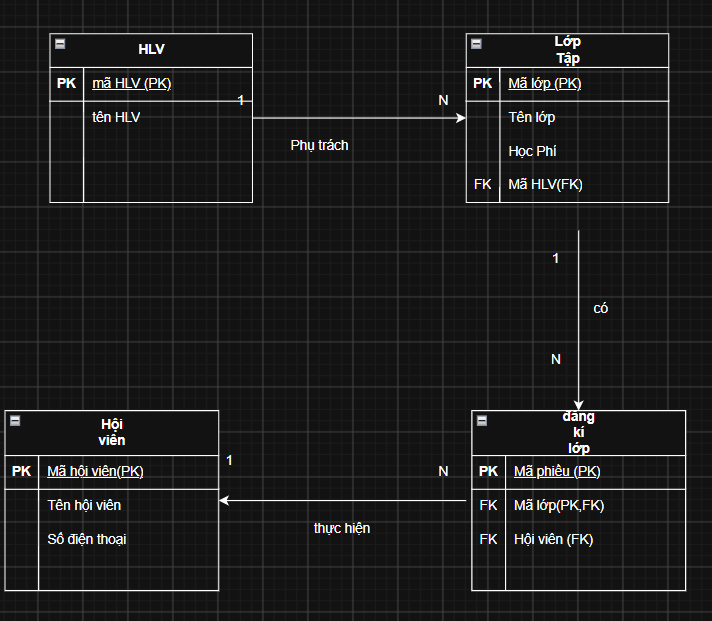 HLV
PK mã HLV (PK)
tên HLV
1
N
Phụ trách
Lớp
Tập
PK Mã lớp (PK)
Tên lớp
Học Phí
FK Mã HLV(FK)
1
có
N
Hội
viên
PK Mã hội viên(PK)
Tên hội viên
Số điện thoại
1
N
thực hiện
đăng
kí
lớp
PK Mã phiếu (PK)
FK Mã lớp(PK,FK)
FK Hội viên (FK)